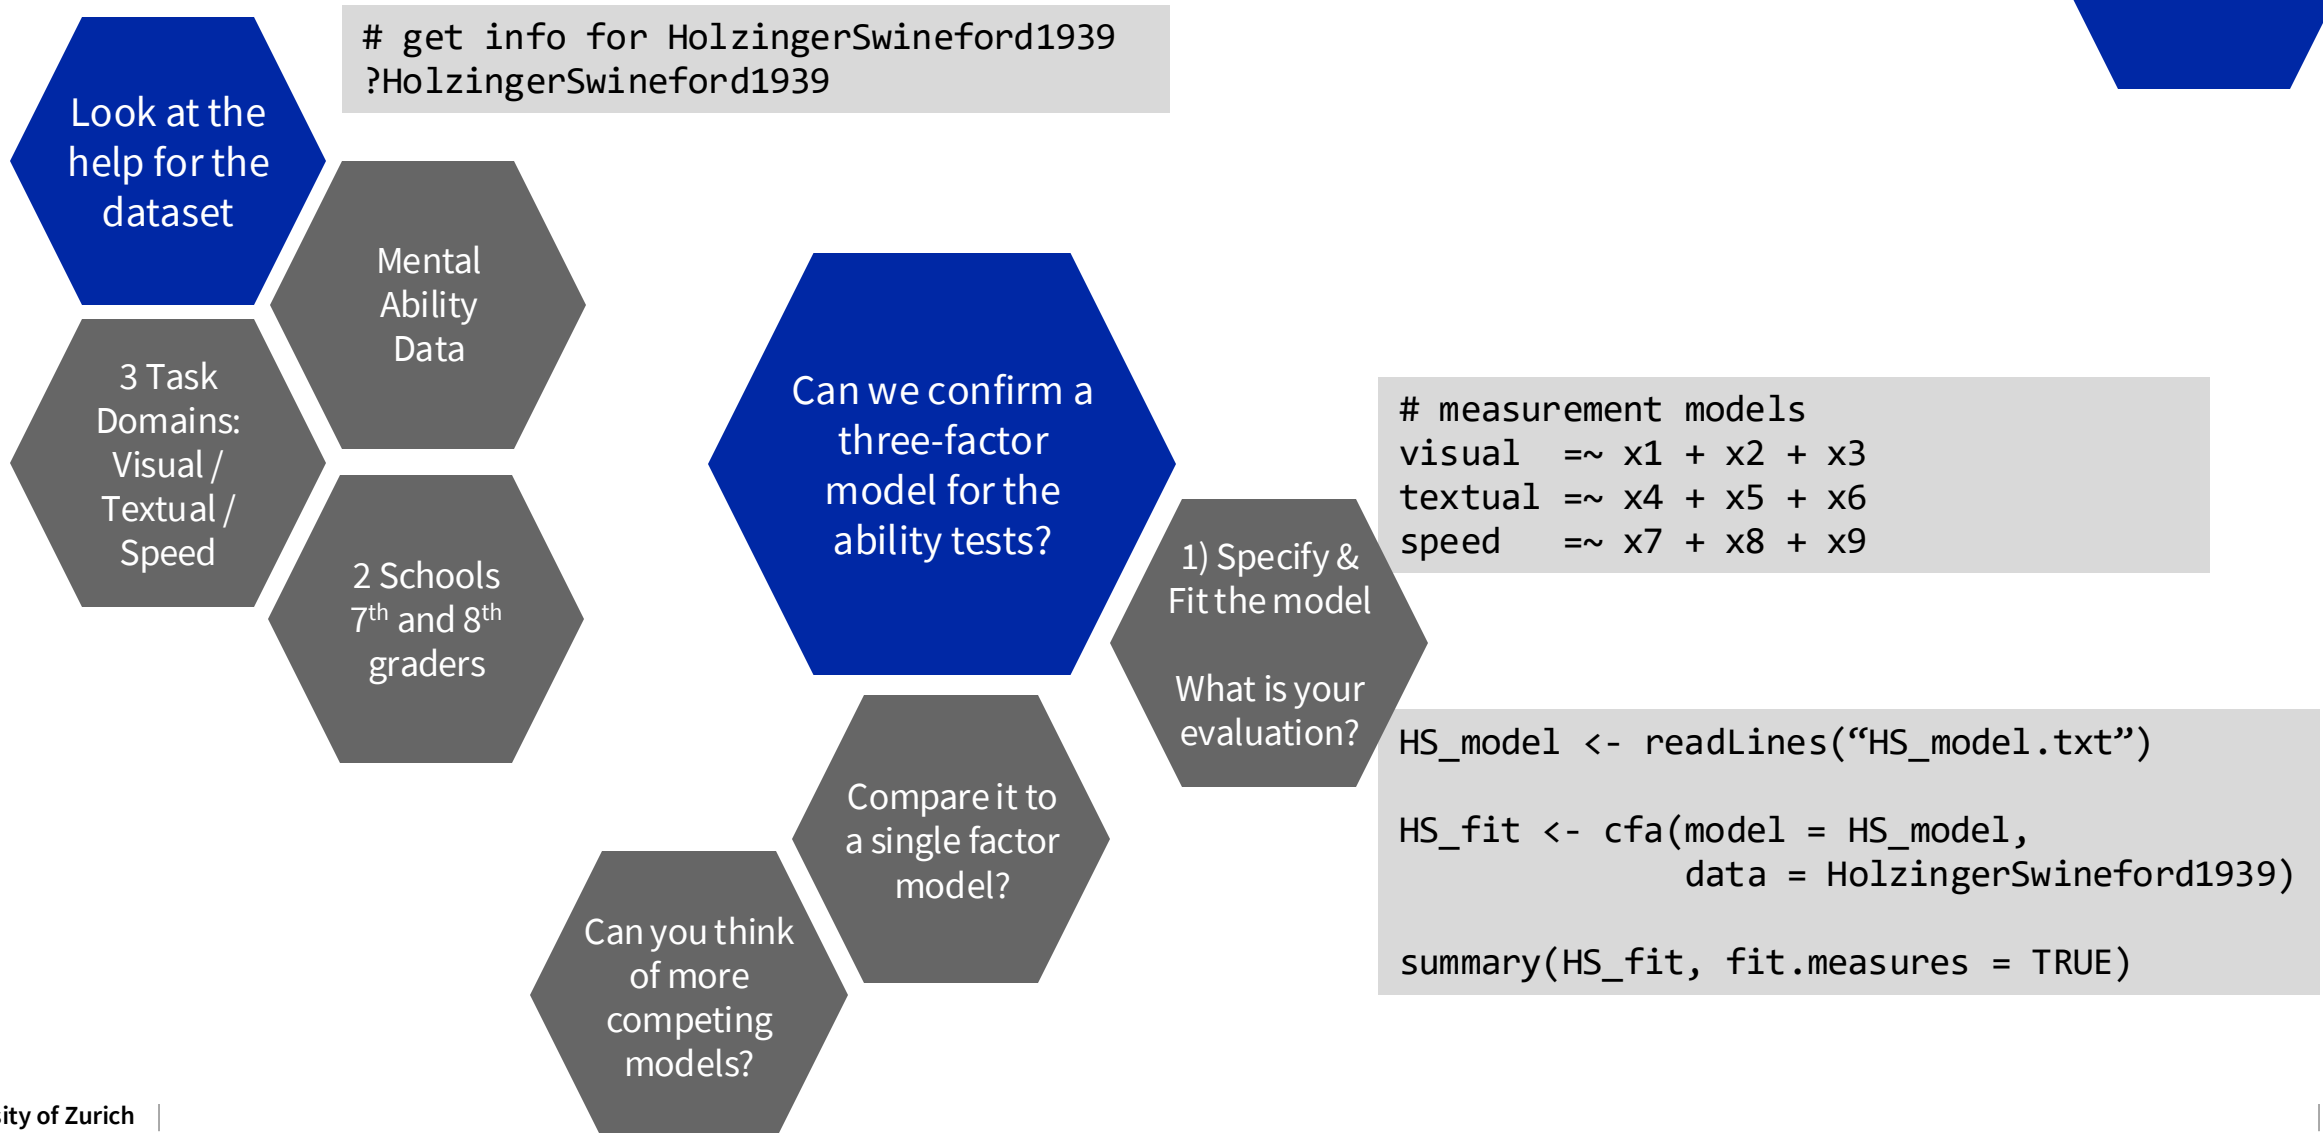 # get info for HolzingerSwineford1939
?HolzingerSwineford1939
Look at the
help for the
dataset
Mental
Ability
Data
3 Task
Domains:
Visual /
Textual /
Speed
2 Schools
7th and 8th
graders
Can we confirm a
three-factor
model for the
ability tests?
1) Specify &
Fit the model
What is your
evaluation?
Compare it to
a single factor
model?
Can you think
of more
competing
models?
# measurement models
visual  =~ x1 + x2 + x3
textual =~ x4 + x5 + x6
speed   =~ x7 + x8 + x9
HS_model <- readLines(“HS_model.txt”)
HS_fit <- cfa(model = HS_model,
              data = HolzingerSwineford1939)
summary(HS_fit, fit.measures = TRUE)
sity of Zurich